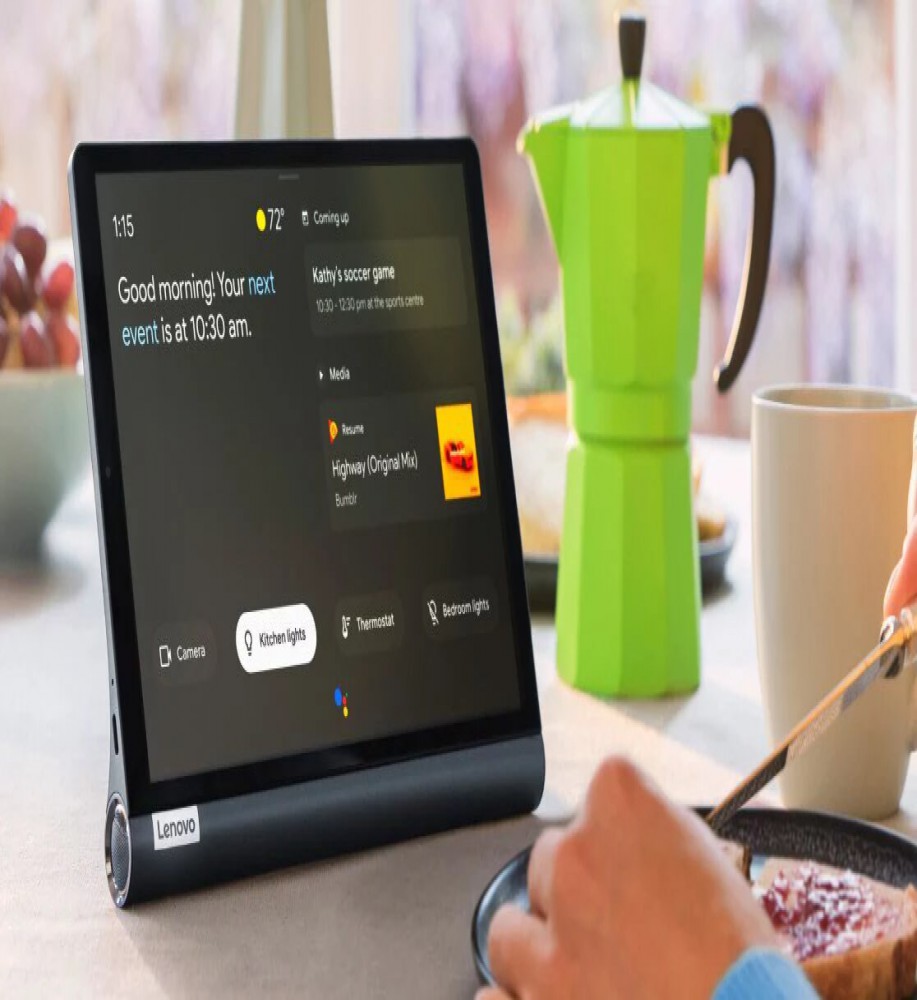 1:15
72°
Coming up
Good morning! Your next
event is at 10:30 am.
Kathy's soccer game
10:30 - 12:30 pm at the sports centre
Media
Resume
Highway (Original Mix)
Bumblr
Camera
Kitchen lights
Thermostat
Bedroom lights
Lenovo